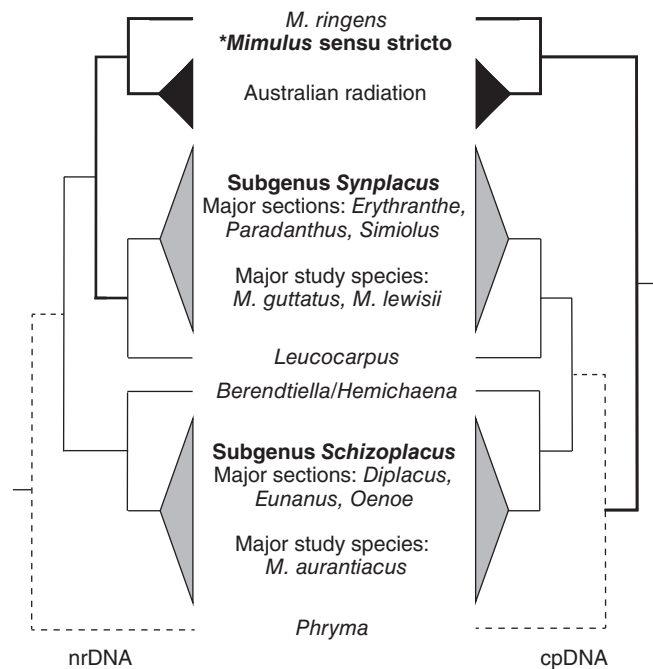 M. ringens
*Mimulus sensu stricto
Australian radiation
Subgenus Synplacus
Major sections: Erythranthe,
Paradanthus, Simiolus
Major study species:
M. guttatus, M. lewisii
Leucocarpus
Berendtiella/Hemichaena
Subgenus Schizoplacus
Major sections: Diplacus,
Eunanus, Oenoe
Major study species:
M. aurantiacus
Phryma
nrDNA
cpDNA